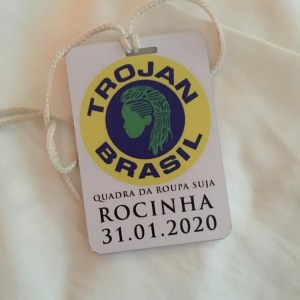 TROJAN
BRASIL
QUADRA DA ROUPA SUJA
ROCINHA
31.01.2020